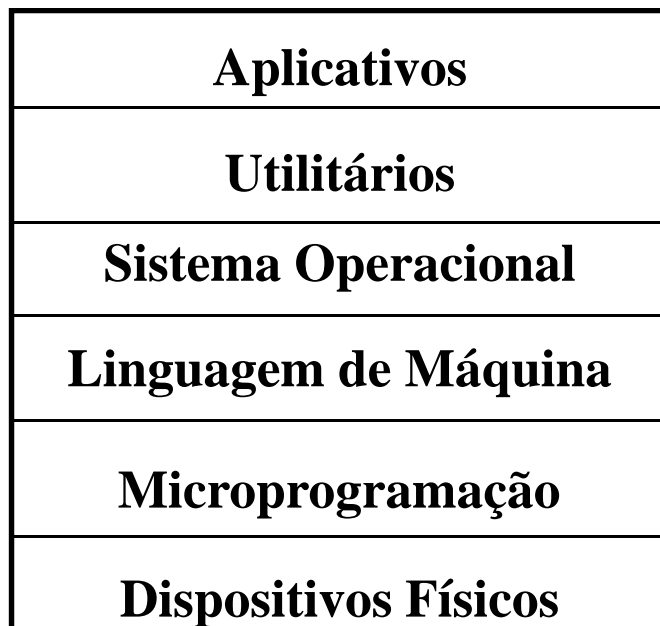 Aplicativos
Utilitários
Sistema Operacional
Linguagem de Máquina
Microprogramação
Dispositivos Físicos